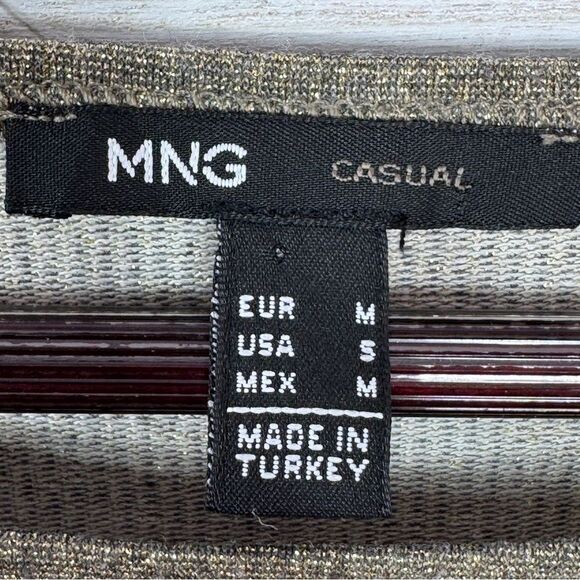 MNG CASUAL
EUR M
USA S
MEX M
MADE IN
TURKEY